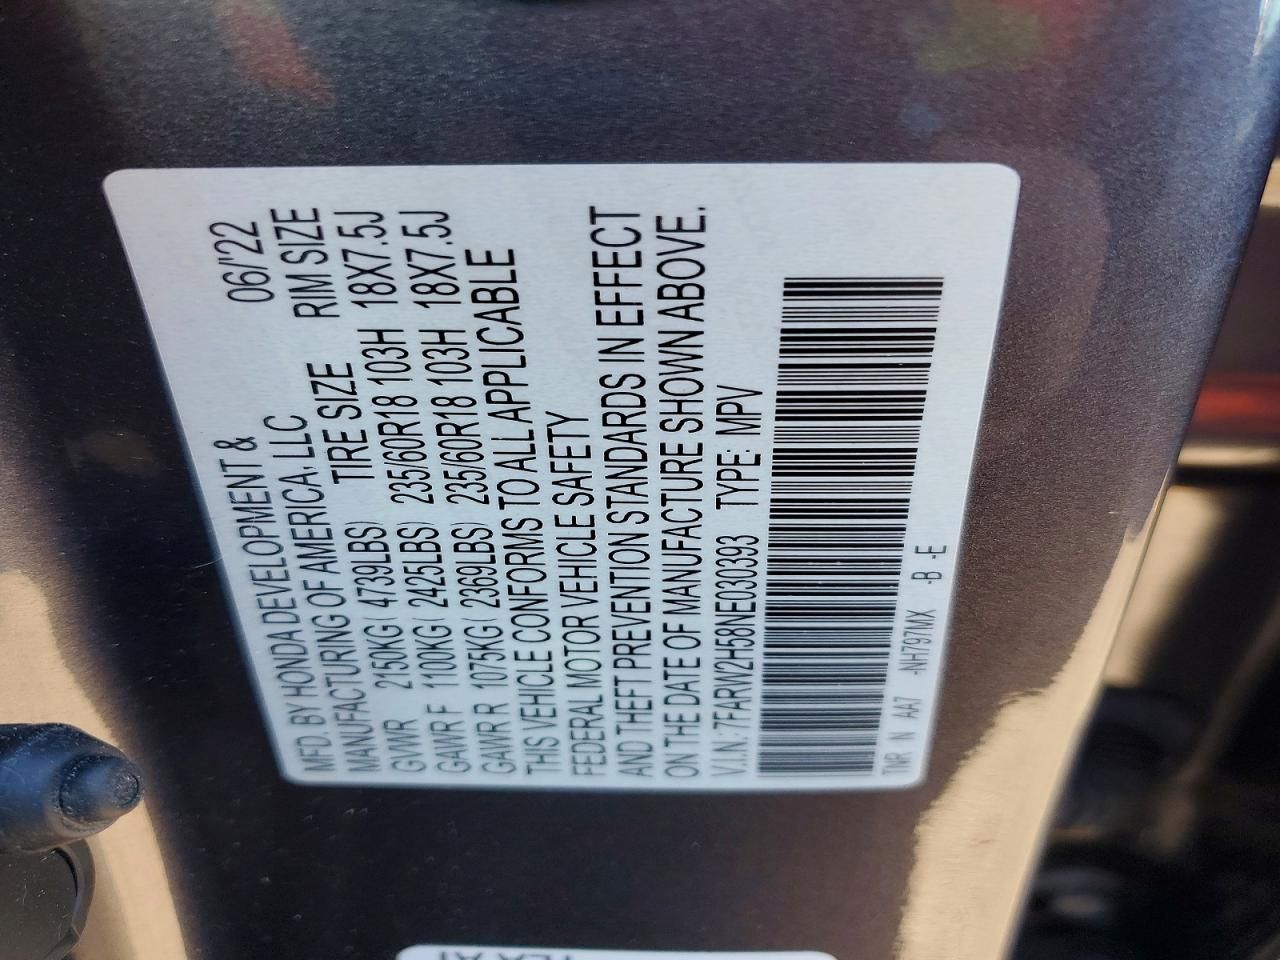 MFD. BY HONDA DEVELOPMENT & 06/'22
MANUFACTURING OF AMERICA, LLC RIM SIZE
TIRE SIZE
GVWR 2150KG( 4739LBS)
GAWR F 1100KG( 2425LBS) 235/60R18 103H 18X7.5J
GAWR R 1075KG( 2369LBS) 235/60R18 103H 18X7.5J
THIS VEHICLE CONFORMS TO ALL APPLICABLE
FEDERAL MOTOR VEHICLE SAFETY
AND THEFT PREVENTION STANDARDS IN EFFECT
ON THE DATE OF MANUFACTURE SHOWN ABOVE.
V.I.N.:7FARW2H58NE030393 TYPE: MPV
TNR N AA7 -NH797MX -B -E